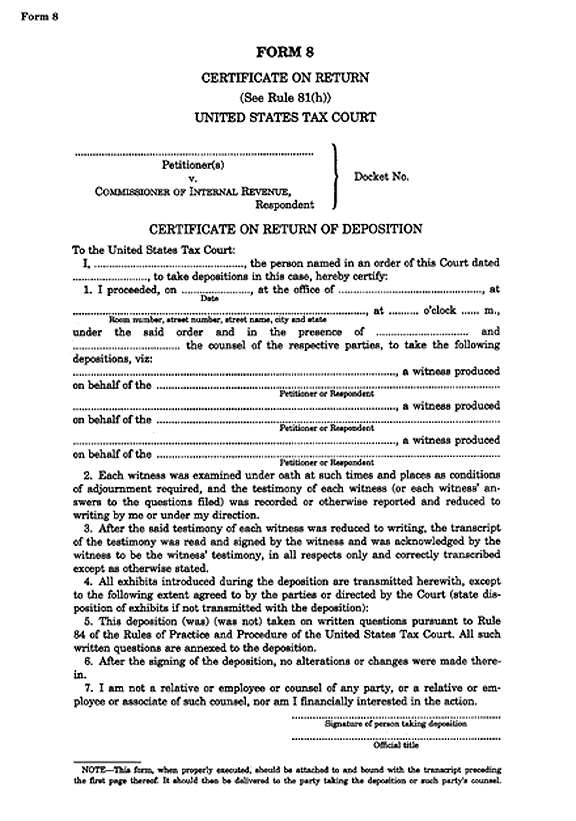 Form 8
FORM 8
CERTIFICATE ON RETURN
(See Rule 81(h))
UNITED STATES TAX COURT
................................................................
Petitioner(s)
v.
COMMISSIONER OF INTERNAL REVENUE,
Respondent
Docket No.
CERTIFICATE ON RETURN OF DEPOSITION
To the United States Tax Court:
I, ........................................, the person named in an order of this Court dated
...................., to take depositions in this case, hereby certify:
1. I proceeded, on ...................., at the office of ........................................, at
Date
................................................................................, at .......... o'clock ...... m.,
Room number, street number, street name, city and state
under the said order and in the presence of .......................... and
.............................. the counsel of the respective parties, to take the following
depositions, viz:
................................................................................, a witness produced
on behalf of the ................................................................................
Petitioner or Respondent
................................................................................, a witness produced
on behalf of the ................................................................................
Petitioner or Respondent
................................................................................, a witness produced
on behalf of the ................................................................................
Petitioner or Respondent
2. Each witness was examined under oath at such times and places as conditions
of adjournment required, and the testimony of each witness (or each witness' an-
swers to the questions filed) was recorded or otherwise reported and reduced to
writing by me or under my direction.
3. After the said testimony of each witness was reduced to writing, the transcript
of the testimony was read and signed by the witness and was acknowledged by the
witness to be the witness' testimony, in all respects only and correctly transcribed
except as otherwise stated.
4. All exhibits introduced during the deposition are transmitted herewith, except
to the following extent agreed to by the parties or directed by the Court (state dis-
position of exhibits if not transmitted with the deposition):
5. This deposition (was) (was not) taken on written questions pursuant to Rule
84 of the Rules of Practice and Procedure of the United States Tax Court. All such
written questions are annexed to the deposition.
6. After the signing of the deposition, no alterations or changes were made there-
in.
7. I am not a relative or employee or counsel of any party, or a relative or em-
ployee or associate of such counsel, nor am I financially interested in the action.
............................................................
Signature of person taking deposition
............................................................
Official title
NOTE—This form, when properly executed, should be attached to and bound with the transcript preceding
the first page thereof. It should then be delivered to the party taking the deposition or such party's counsel.